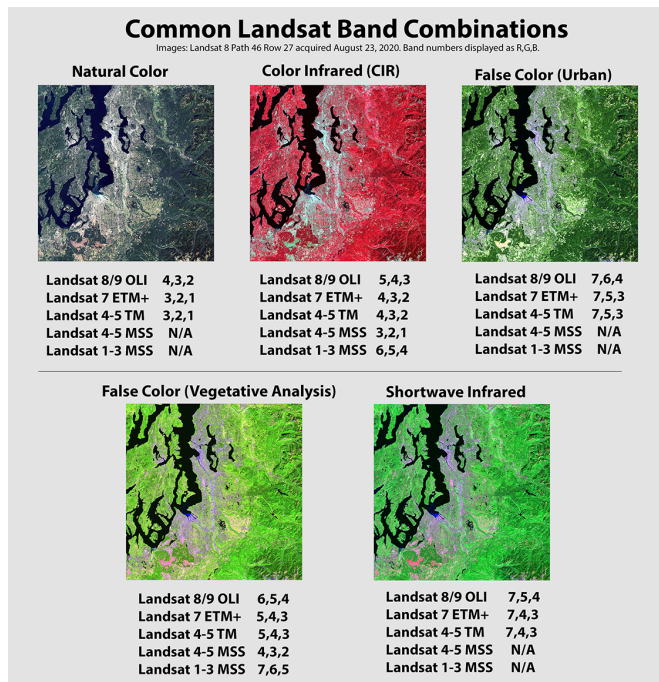 Common Landsat Band Combinations
Images: Landsat 8 Path 46 Row 27 acquired August 23, 2020. Band numbers displayed as R,G,B.
Natural Color
Landsat 8/9 OLI 4,3,2
Landsat 7 ETM+ 3,2,1
Landsat 4-5 TM 3,2,1
Landsat 4-5 MSS N/A
Landsat 1-3 MSS N/A
Color Infrared (CIR)
Landsat 8/9 OLI 5,4,3
Landsat 7 ETM+ 4,3,2
Landsat 4-5 TM 4,3,2
Landsat 4-5 MSS 3,2,1
Landsat 1-3 MSS 6,5,4
False Color (Urban)
Landsat 8/9 OLI 7,6,4
Landsat 7 ETM+ 7,5,3
Landsat 4-5 TM 7,5,3
Landsat 4-5 MSS N/A
Landsat 1-3 MSS N/A
False Color (Vegetative Analysis)
Landsat 8/9 OLI 6,5,4
Landsat 7 ETM+ 5,4,3
Landsat 4-5 TM 5,4,3
Landsat 4-5 MSS 4,3,2
Landsat 1-3 MSS 7,6,5
Shortwave Infrared
Landsat 8/9 OLI 7,5,4
Landsat 7 ETM+ 7,4,3
Landsat 4-5 TM 7,4,3
Landsat 4-5 MSS N/A
Landsat 1-3 MSS N/A